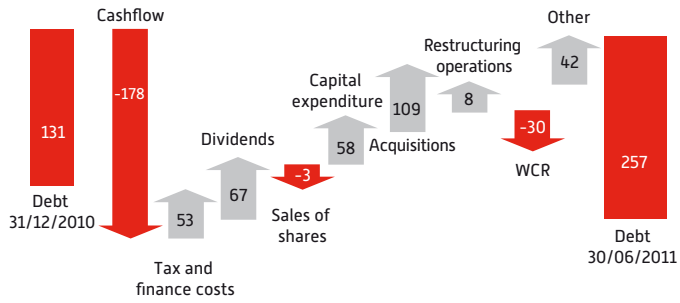 Cashflow
-178
131
Debt
31/12/2010
53
Tax and
finance costs
Dividends
67
-3
Sales of
shares
Capital
expenditure
58
109
Acquisitions
Restructuring
operations
8
-30
WCR
Other
42
257
Debt
30/06/2011